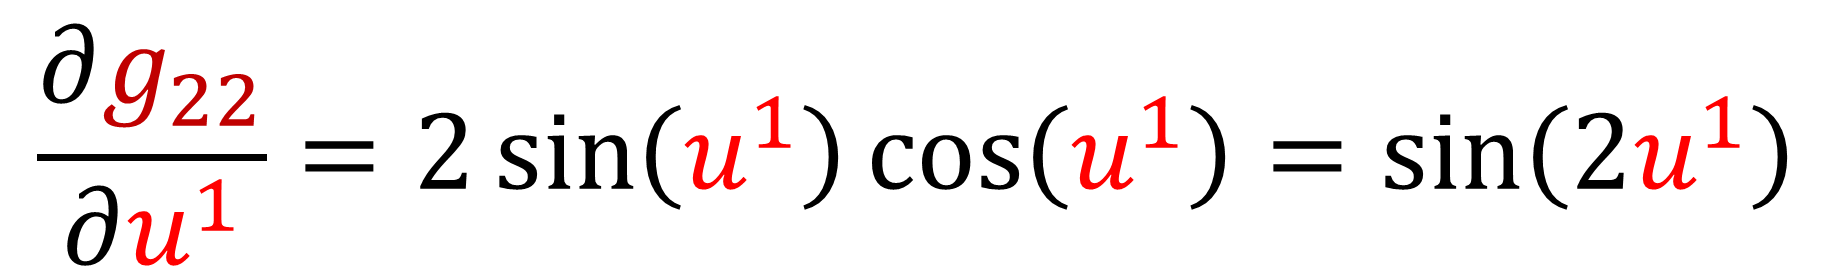 ∂g₂₂/∂u¹ = 2 sin(u¹) cos(u¹) = sin(2u¹)